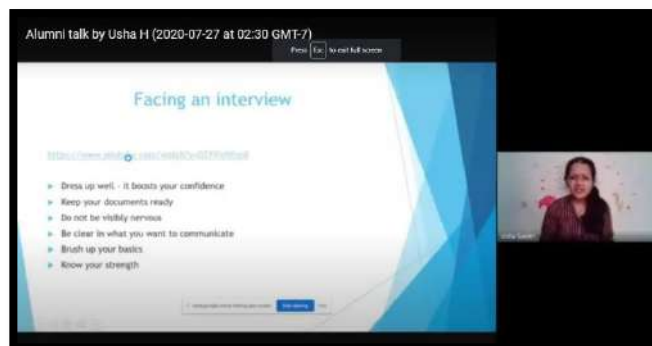 Alumni talk by Usha H (2020-07-27 at 02:30 GMT-7)
Press Esc to exit full screen
Facing an interview
Dress up well - it boosts your confidence
Keep your documents ready
Do not be visibly nervous
Be clear in what you want to communicate
Brush up your basics
Know your strength
Stop sharing